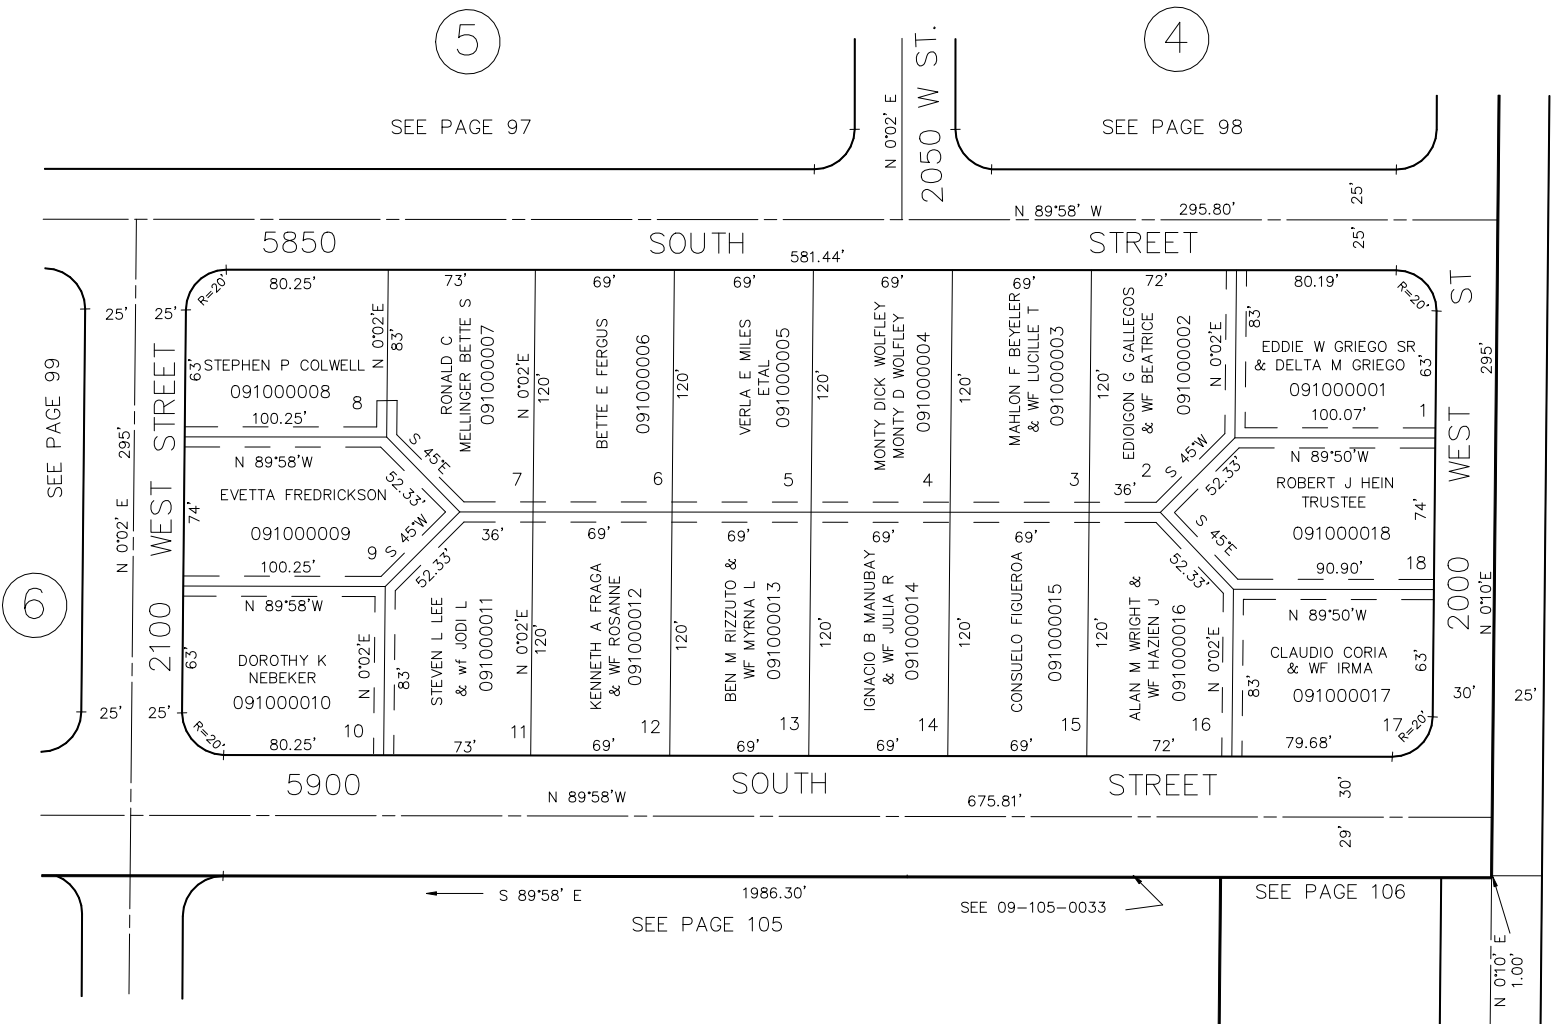 5
4
SEE PAGE 97
SEE PAGE 98
N 0°02' E
2050 W ST.
25'
N 89°58' W
295.80'
25'
5850
SOUTH
STREET
581.44'
25'
25'
R=20'
80.25'
73'
69'
69'
69'
69'
72'
80.19'
R=20'
ST
SEE PAGE 99
295'
N 0°02' E
2100 WEST STREET
63'
STEPHEN P COLWELL
091000008
8
100.25'
N 0°02'E
83'
N 89°58'W
RONALD C
MELLINGER BETTE S
091000007
7
N 0°02'E
120'
S 45°E
52.33'
BETTE E FERGUS
091000006
6
120'
VERLA E MILES
ETAL
091000005
5
120'
MONTY DICK WOLFLEY
MONTY D WOLFLEY
091000004
4
120'
MAHLON F BEYELER
& WF LUCILLE T
091000003
3
120'
EDIOIGON G GALLEGOS
& WF BEATRICE
091000002
2
N 0°02'E
36'
S 45°W
52.33'
83'
EDDIE W GRIEGO SR
& DELTA M GRIEGO
091000001
1
100.07'
63'
N 89°50'W
295'
WEST
74'
EVETTA FREDRICKSON
091000009
9
100.25'
S 45°W
52.33'
N 89°58'W
36'
69'
69'
69'
69'
S 45°E
52.33'
ROBERT J HEIN
TRUSTEE
091000018
18
90.90'
74'
N 89°50'W
2000
N 0°10'E
6
63'
DOROTHY K
NEBEKER
091000010
10
N 0°02'E
83'
STEVEN L LEE
& wf JODI L
091000011
11
N 0°02'E
120'
KENNETH A FRAGA
& WF ROSANNE
091000012
12
120'
BEN M RIZZUTO &
WF MYRNA L
091000013
13
120'
IGNACIO B MANUBAY
& WF JULIA R
091000014
14
120'
CONSUELO FIGUEROA
091000015
15
120'
ALAN M WRIGHT &
WF HAZIEN J
091000016
16
N 0°02'E
83'
CLAUDIO CORIA
& WF IRMA
091000017
17
63'
30'
25'
25'
25'
R=20'
80.25'
73'
69'
69'
69'
69'
72'
79.68'
R=20'
5900
SOUTH
STREET
N 89°58'W
675.81'
30'
29'
S 89°58' E
1986.30'
SEE 09-105-0033
SEE PAGE 105
SEE PAGE 106
N 0°10' E
1.00'